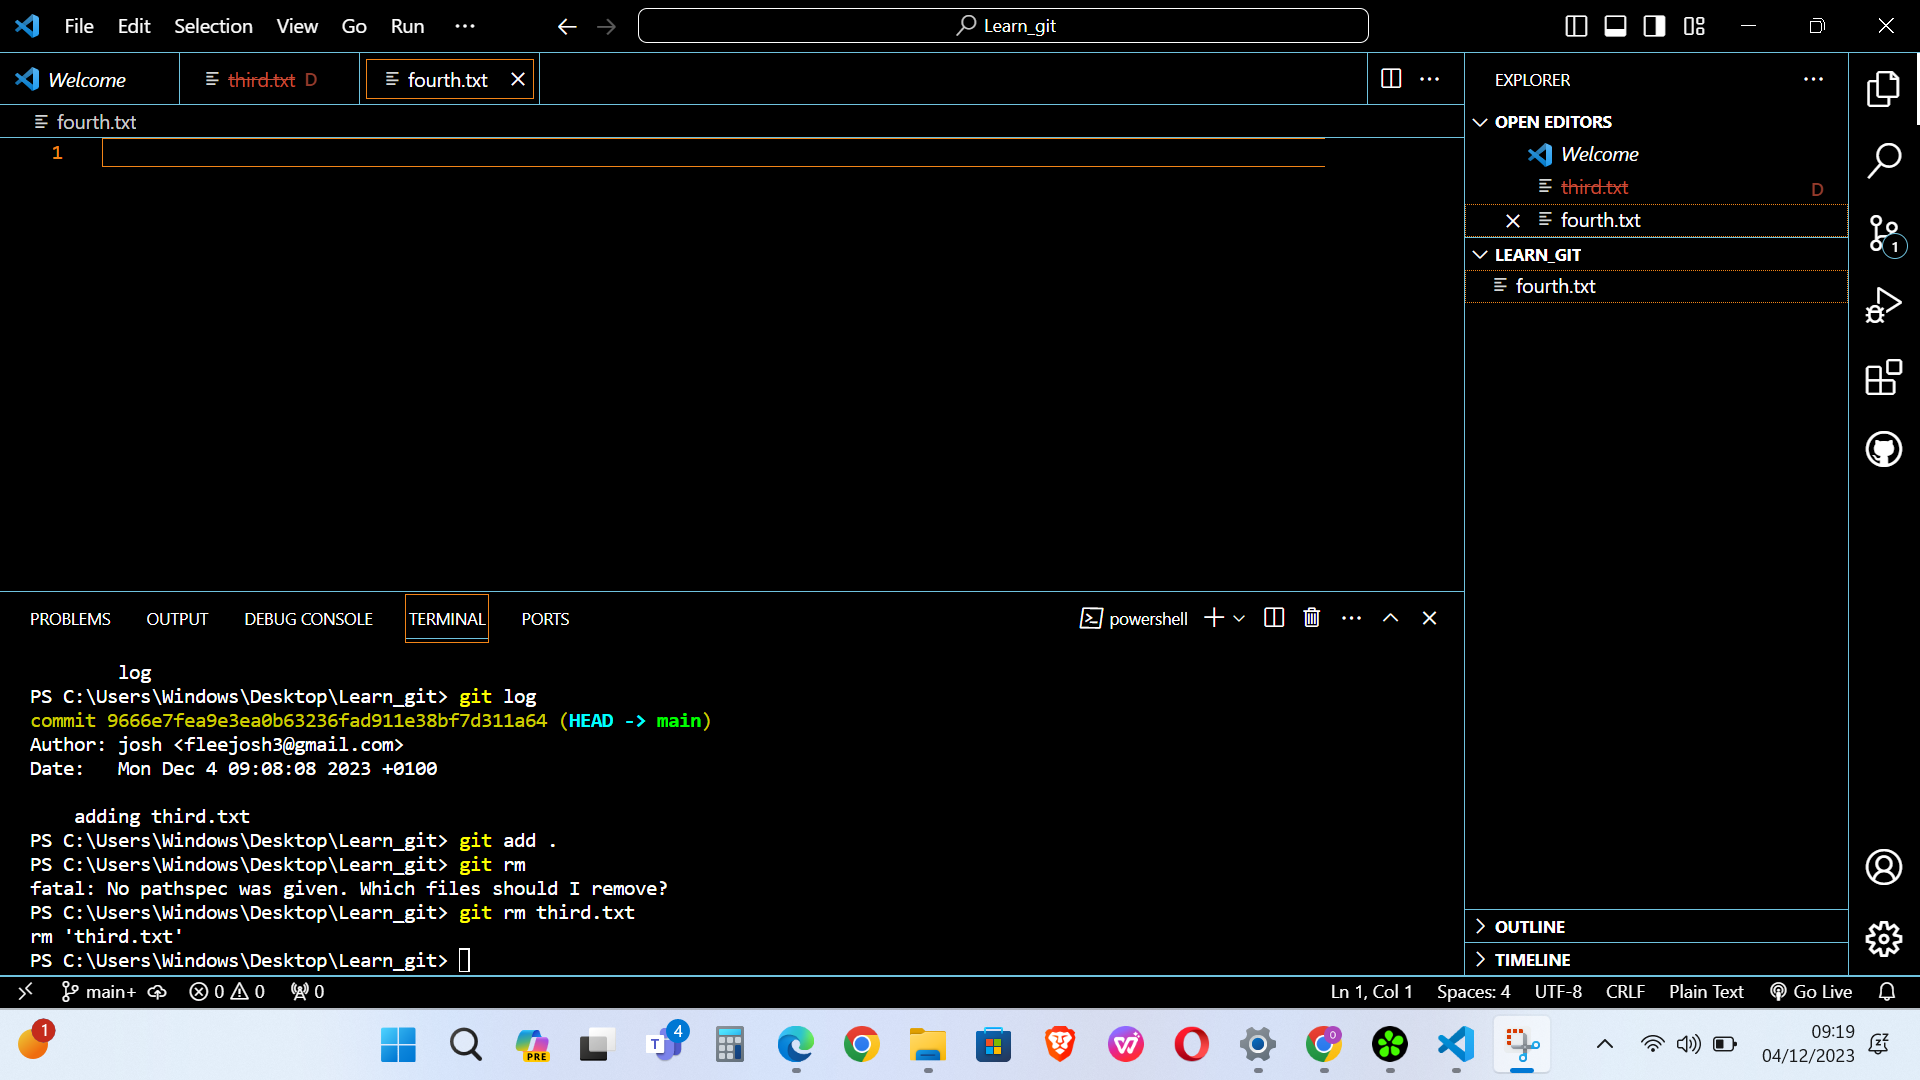 File Edit Selection View Go Run ···
Learn_git
Welcome
third.txt D
fourth.txt
fourth.txt
1
EXPLORER
OPEN EDITORS
Welcome
third.txt D
fourth.txt
LEARN_GIT
fourth.txt
1
OUTLINE
TIMELINE
PROBLEMS OUTPUT DEBUG CONSOLE TERMINAL PORTS
powershell
log
PS C:\Users\Windows\Desktop\Learn_git> git log
commit 9666e7fea9e3ea0b63236fad911e38bf7d311a64 (HEAD -> main)
Author: josh <fleejosh3@gmail.com>
Date:   Mon Dec 4 09:08:08 2023 +0100
adding third.txt
PS C:\Users\Windows\Desktop\Learn_git> git add .
PS C:\Users\Windows\Desktop\Learn_git> git rm
fatal: No pathspec was given. Which files should I remove?
PS C:\Users\Windows\Desktop\Learn_git> git rm third.txt
rm 'third.txt'
PS C:\Users\Windows\Desktop\Learn_git>
main+ 0 0 0
Ln 1, Col 1 Spaces: 4 UTF-8 CRLF Plain Text Go Live
1
PRE
T 4
09:19
04/12/2023